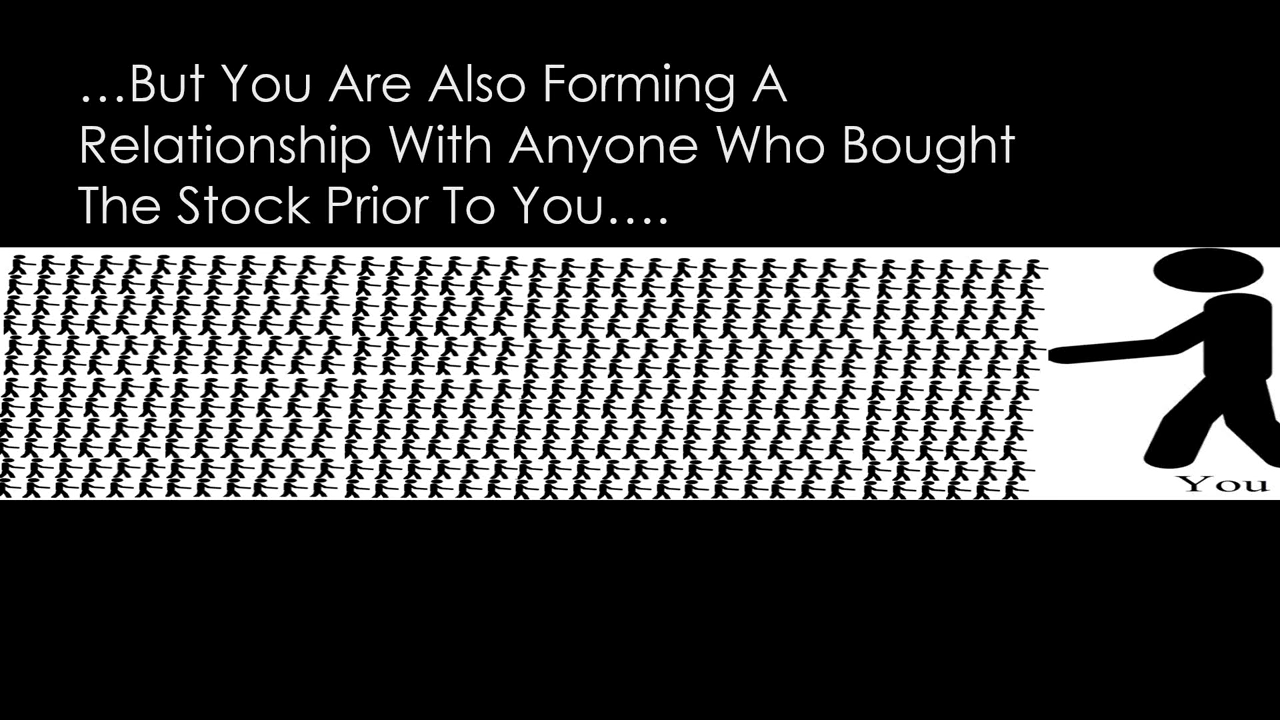 …But You Are Also Forming A
Relationship With Anyone Who Bought
The Stock Prior To You….
You